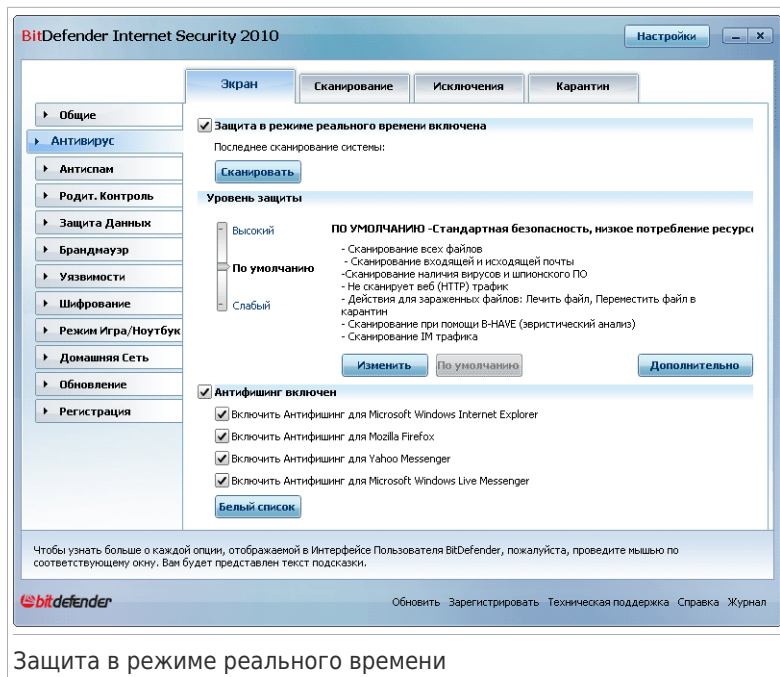 BitDefender Internet Security 2010
Настройки
Экран
Сканирование
Исключения
Карантин
Общие
Антивирус
Антиспам
Родит. Контроль
Защита Данных
Брандмауэр
Уязвимости
Шифрование
Режим Игра/Ноутбук
Домашняя Сеть
Обновление
Регистрация
Защита в режиме реального времени включена
Последнее сканирование системы:
Сканировать
Уровень защиты
Высокий
По умолчанию
Слабый
ПО УМОЛЧАНИЮ -Стандартная безопасность, низкое потребление ресурс
- Сканирование всех файлов
- Сканирование входящей и исходящей почты
-Сканирование наличия вирусов и шпионского ПО
- Не сканирует веб (HTTP) трафик
- Действия для зараженных файлов: Лечить файл, Переместить файл в
карантин
- Сканирование при помощи B-HAVE (эвристический анализ)
- Сканирование IM трафика
Изменить
По умолчанию
Дополнительно
Антифишинг включен
Включить Антифишинг для Microsoft Windows Internet Explorer
Включить Антифишинг для Mozilla Firefox
Включить Антифишинг для Yahoo Messenger
Включить Антифишинг для Microsoft Windows Live Messenger
Белый список
Чтобы узнать больше о каждой опции, отображаемой в Интерфейсе Пользователя BitDefender, пожалуйста, проведите мышью по
соответствующему окну. Вам будет представлен текст подсказки.
bitdefender
Обновить Зарегистрировать Техническая поддержка Справка Журнал
Защита в режиме реального времени